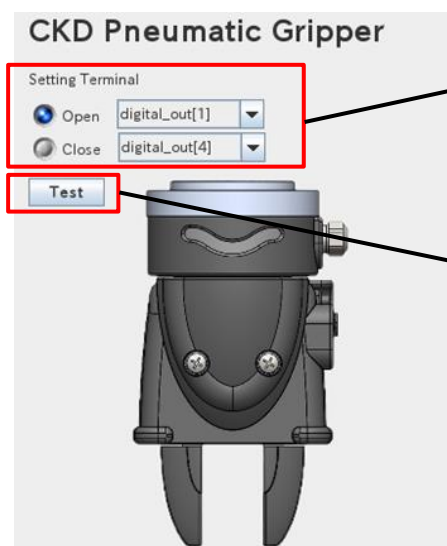 CKD Pneumatic Gripper
Setting Terminal
Open digital_out[1]
Close digital_out[4]
Test